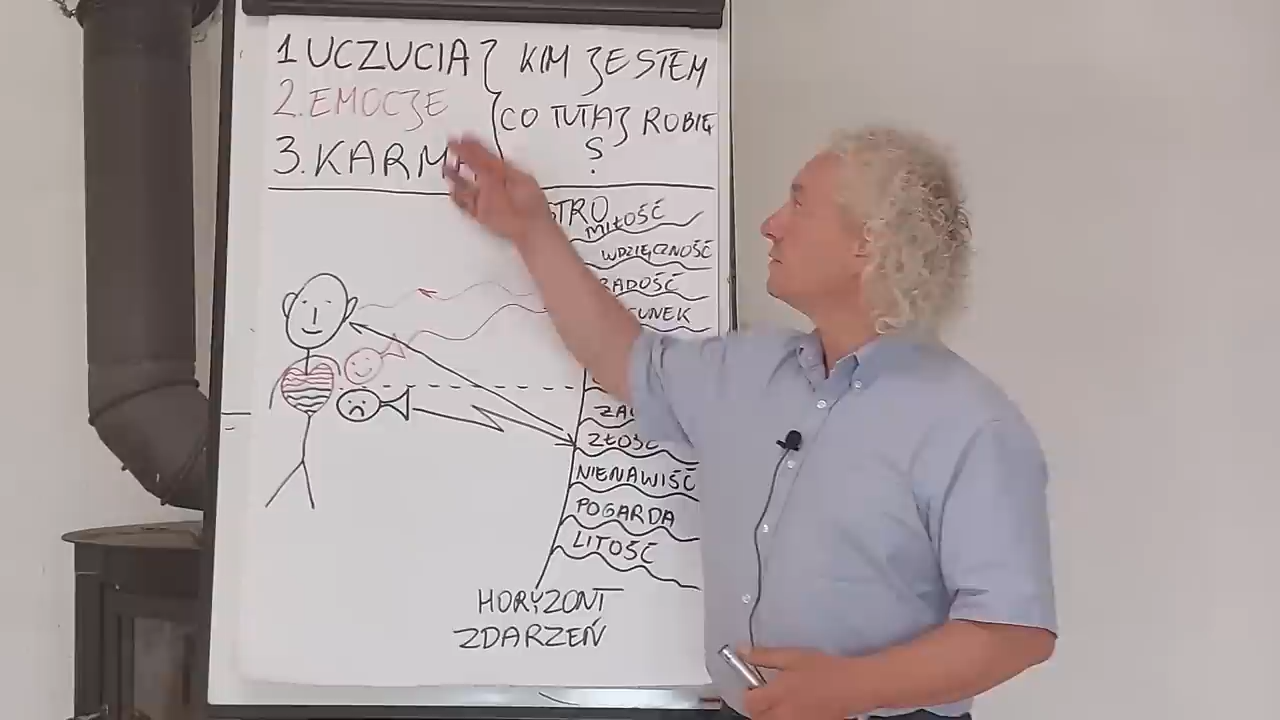 1 UCZUCIA } KIM JESTEM
2. EMOCJE CO TUTAJ ROBIĘ
3. KARMA ?
MIŁOŚĆ
WDZIĘCZNOŚĆ
RADOŚĆ
ZŁOŚĆ
NIENAWIŚĆ
POGARDA
LITOŚĆ
HORYZONT
ZDARZEŃ